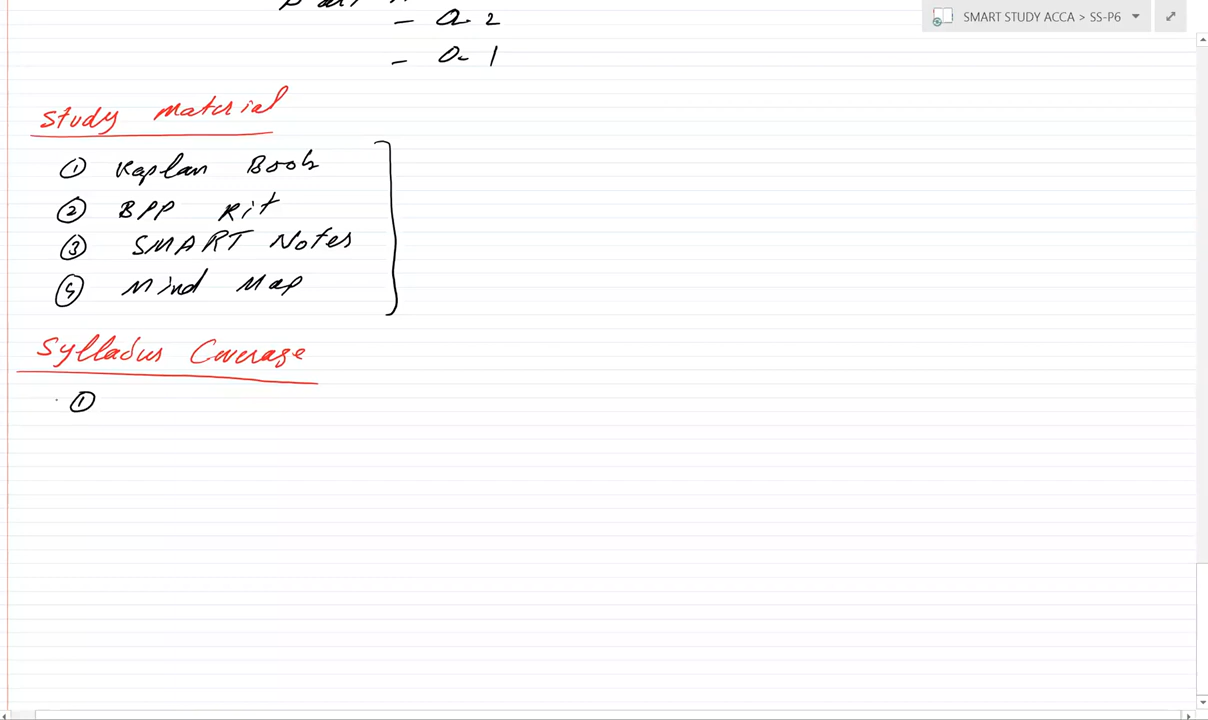 SMART STUDY ACCA > SS-P6
- Q. 2
- Q. 1
Study Material
① Kaplan Book
② BPP Kit
③ SMART Notes
④ Mind Map
Syllabus Coverage
①